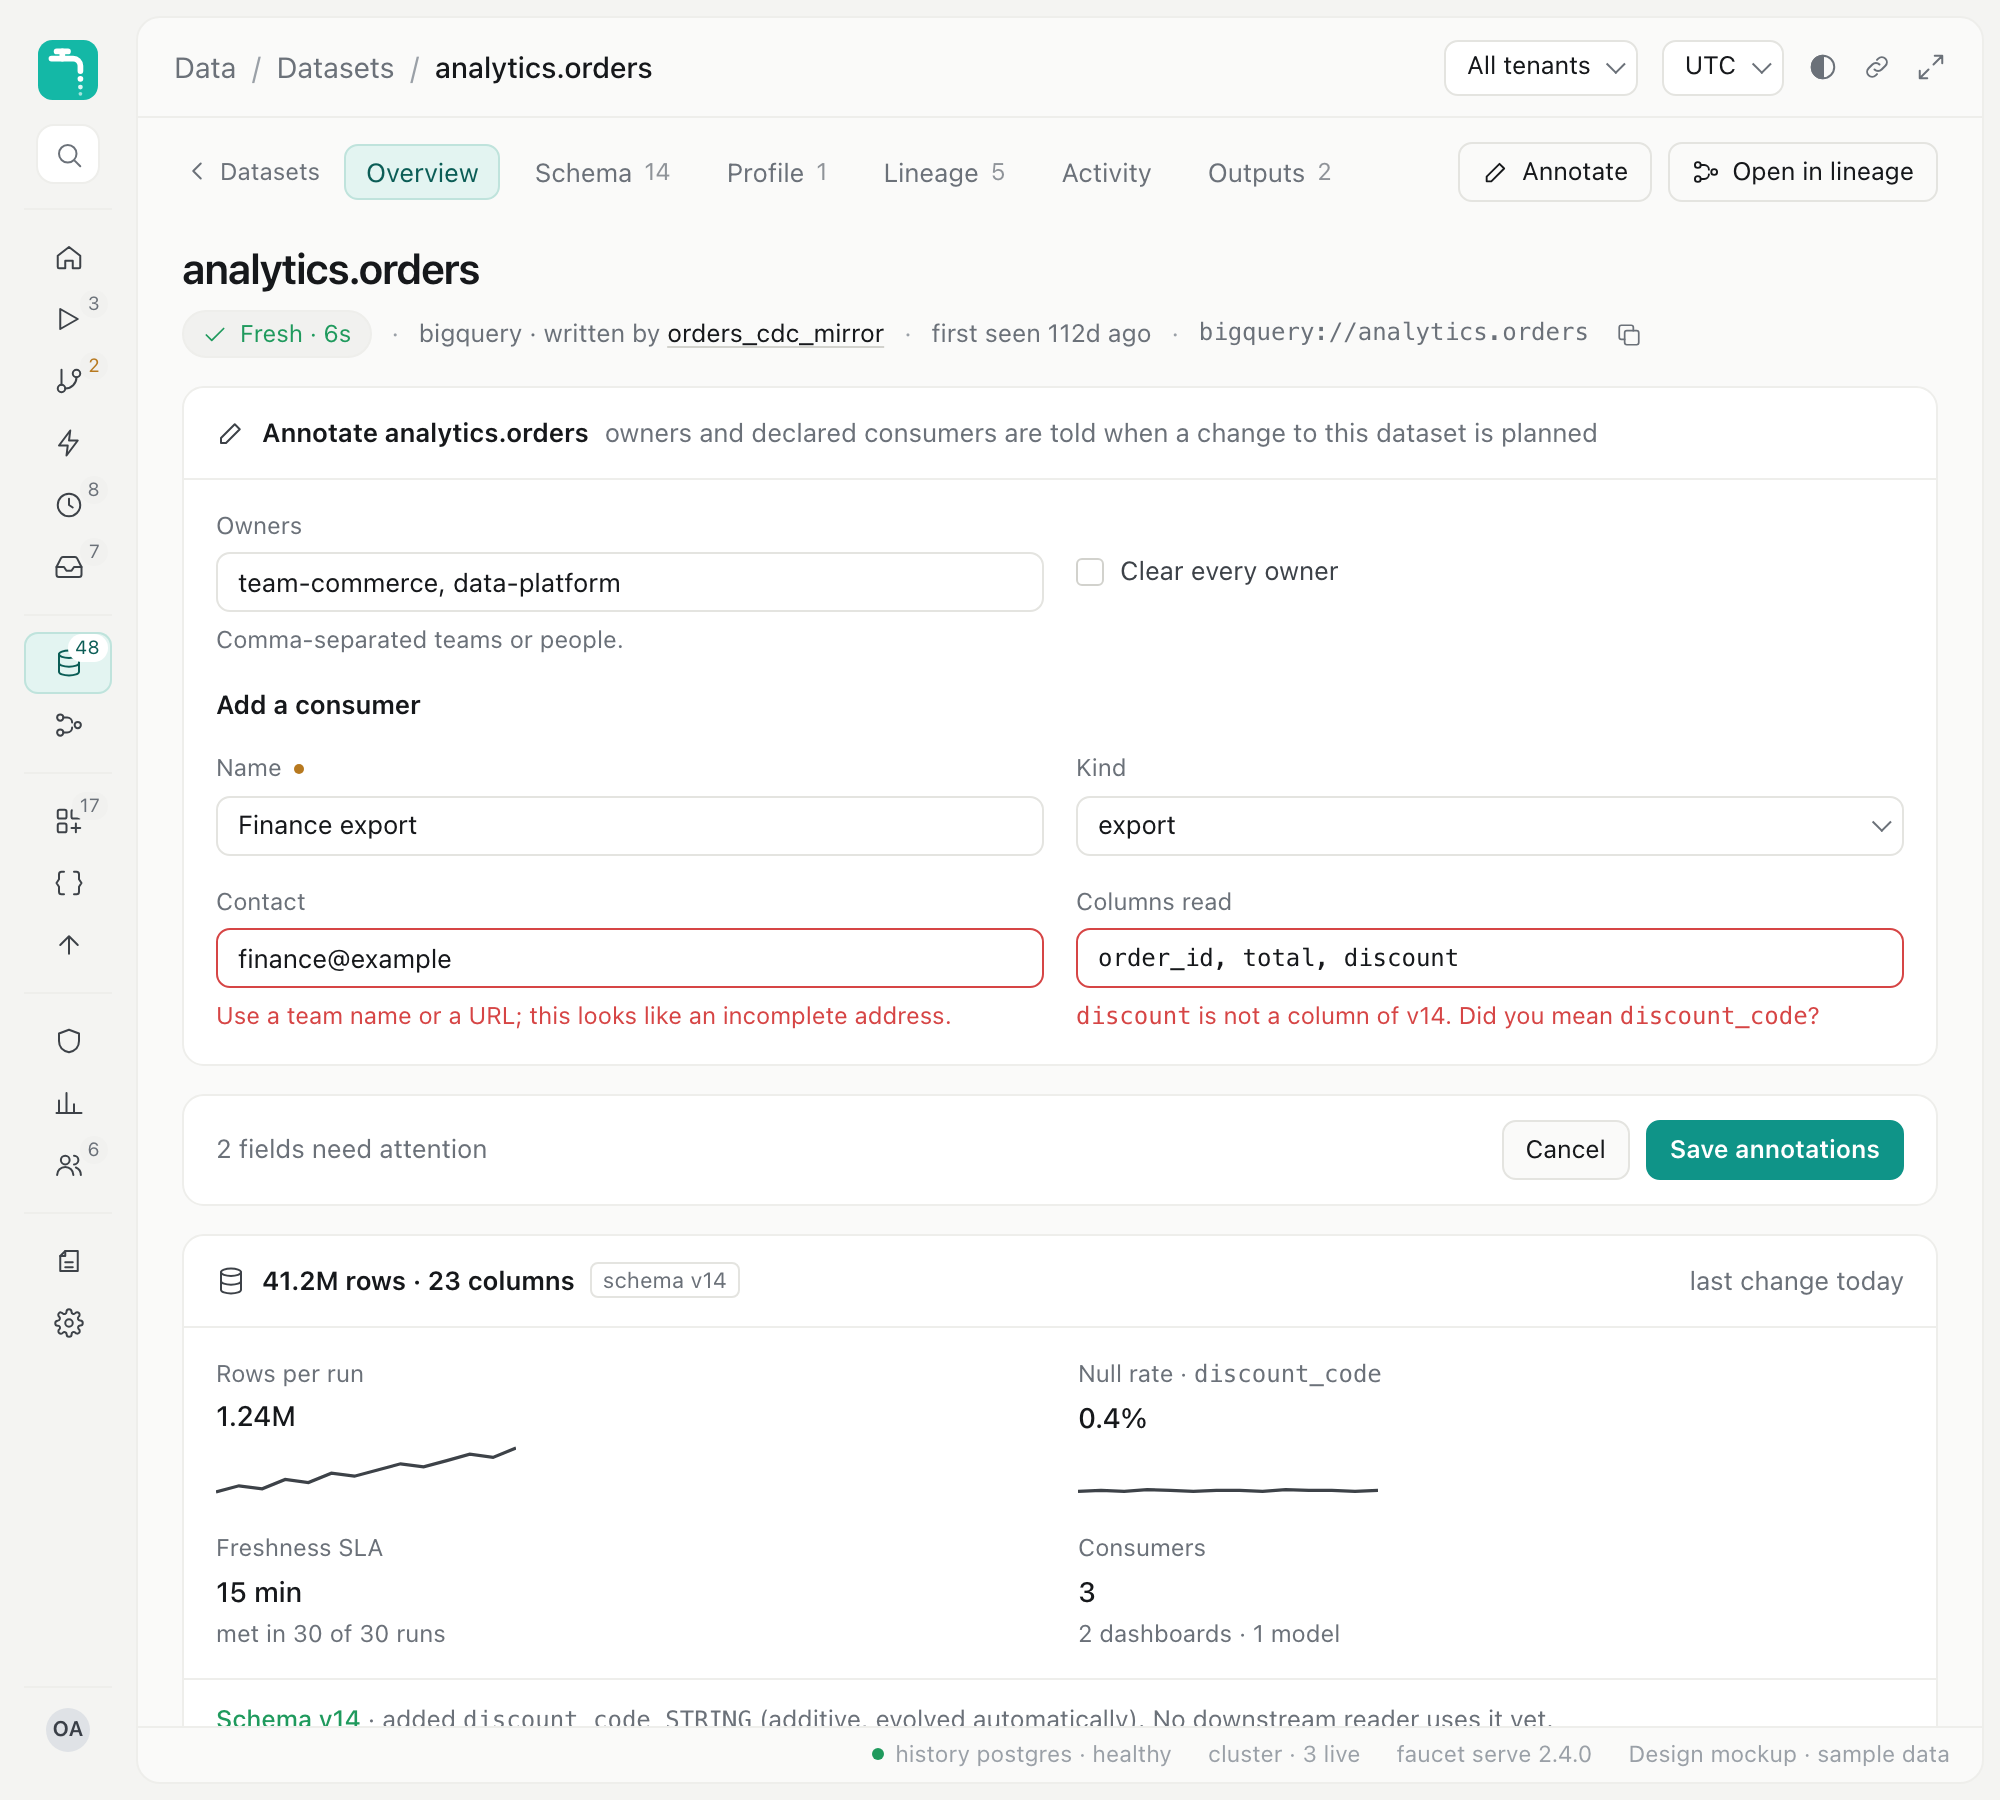 Data / Datasets / analytics.orders
All tenants
UTC
Datasets
Overview
Schema 14
Profile 1
Lineage 5
Activity
Outputs 2
Annotate
Open in lineage
3
2
8
7
48
17
6
OA
analytics.orders
Fresh · 6s · bigquery · written by orders_cdc_mirror · first seen 112d ago · bigquery://analytics.orders
Annotate analytics.orders owners and declared consumers are told when a change to this dataset is planned
Owners
team-commerce, data-platform
Clear every owner
Comma-separated teams or people.
Add a consumer
Name
Kind
Finance export
export
Contact
Columns read
finance@example
order_id, total, discount
Use a team name or a URL; this looks like an incomplete address.
discount is not a column of v14. Did you mean discount_code?
2 fields need attention
Cancel
Save annotations
41.2M rows · 23 columns schema v14
last change today
Rows per run
1.24M
Null rate · discount_code
0.4%
Freshness SLA
15 min
met in 30 of 30 runs
Consumers
3
2 dashboards · 1 model
Schema v14 · added discount_code STRING (additive, evolved automatically). No downstream reader uses it yet.
history postgres · healthy
cluster · 3 live
faucet serve 2.4.0
Design mockup · sample data